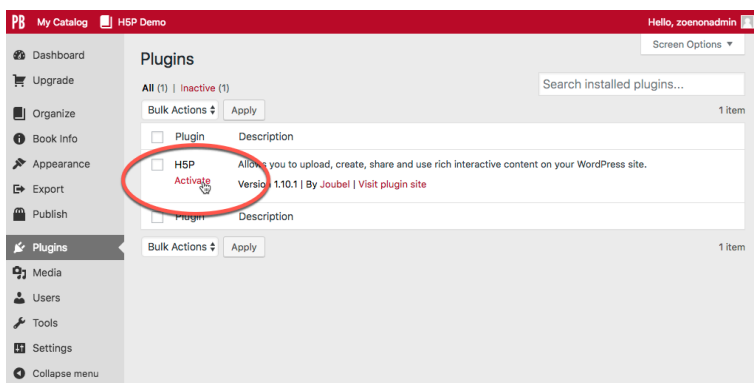 PB My Catalog H5P Demo Hello, zoenonadmin
Screen Options ▼
Dashboard
Upgrade
Organize
Book Info
Appearance
Export
Publish
Plugins
Media
Users
Tools
Settings
Collapse menu
Plugins
All (1) | Inactive (1)
Search installed plugins...
Bulk Actions Apply 1 item
Plugin Description
H5P Allows you to upload, create, share and use rich interactive content on your WordPress site.
Activate Version 1.10.1 | By Joubel | Visit plugin site
Plugin Description
Bulk Actions Apply 1 item